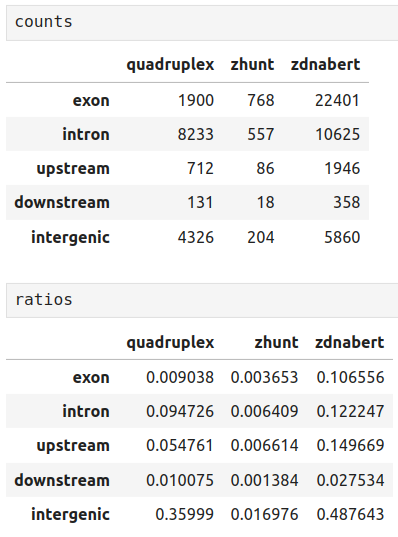 counts
quadruplex zhunt zdnabert
exon 1900 768 22401
intron 8233 557 10625
upstream 712 86 1946
downstream 131 18 358
intergenic 4326 204 5860
ratios
quadruplex zhunt zdnabert
exon 0.009038 0.003653 0.106556
intron 0.094726 0.006409 0.122247
upstream 0.054761 0.006614 0.149669
downstream 0.010075 0.001384 0.027534
intergenic 0.35999 0.016976 0.487643